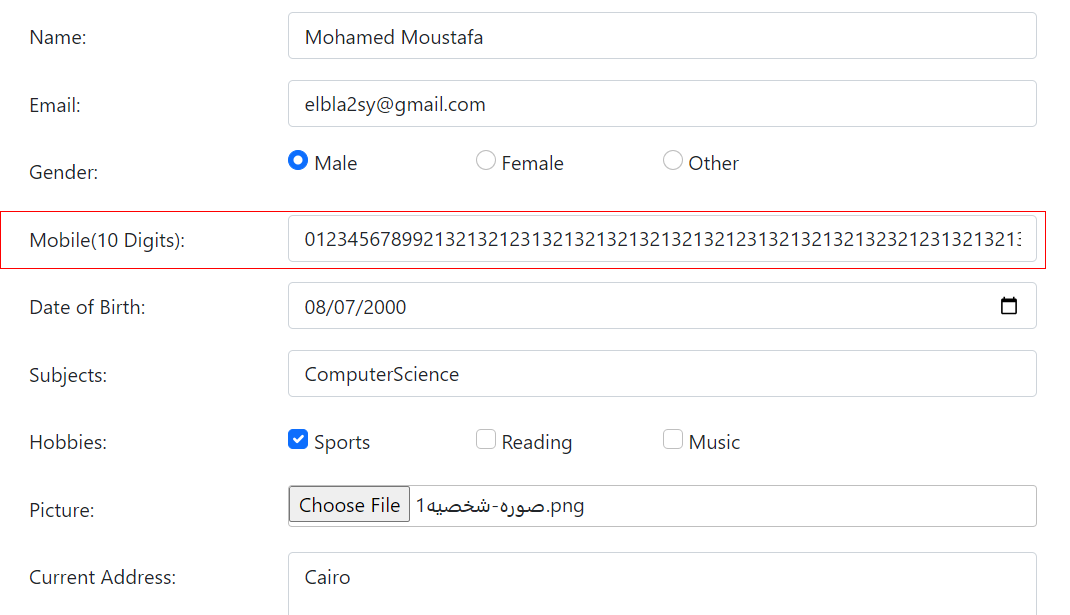 Name: Mohamed Moustafa
Email: elbla2sy@gmail.com
Gender: Male Female Other
Mobile(10 Digits): 012345678992132132123132132132132132132123132132132132321231321321
Date of Birth: 08/07/2000
Subjects: ComputerScience
Hobbies: Sports Reading Music
Picture: Choose File صوره-شخصيه1.png
Current Address: Cairo